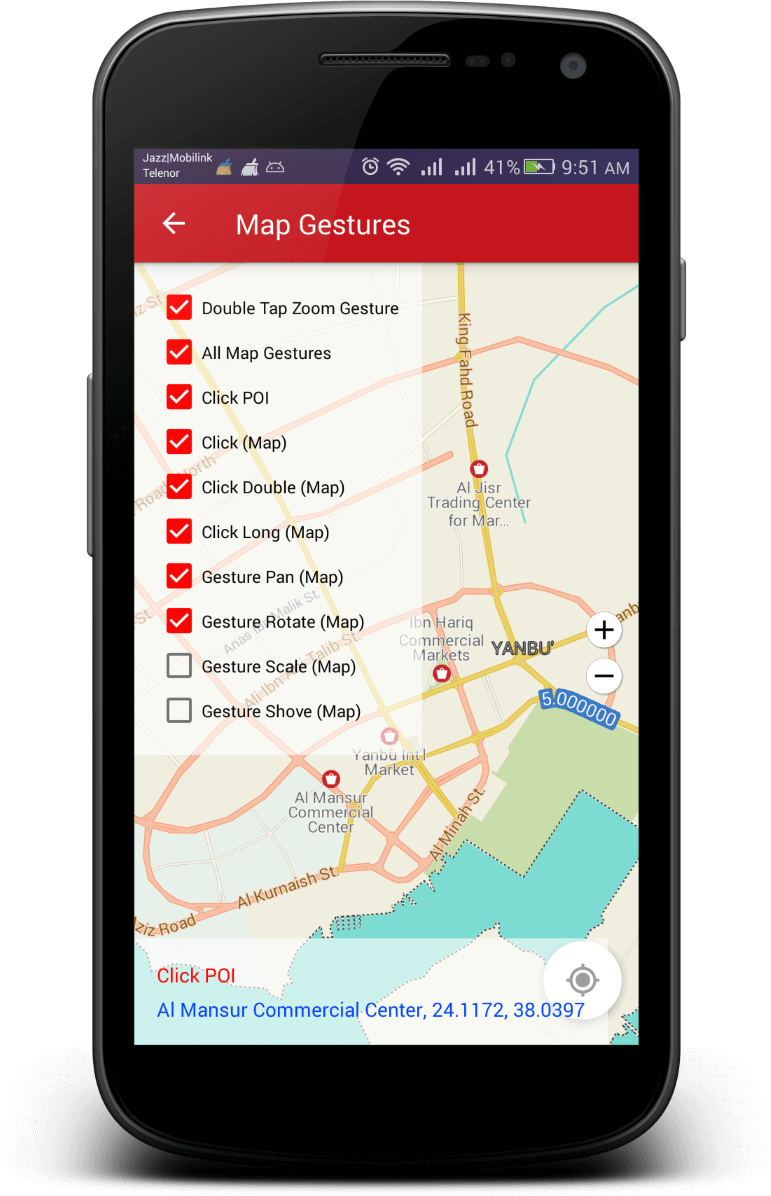 Jazz|Mobilink
Telenor
41%
9:51 AM
Map Gestures
Double Tap Zoom Gesture
All Map Gestures
Click POI
Click (Map)
Click Double (Map)
Click Long (Map)
Gesture Pan (Map)
Gesture Rotate (Map)
Gesture Scale (Map)
Gesture Shove (Map)
King Fahd Road
Road North
Al Jisr
Trading Center
for Mar...
Anas Ibn Malik St.
Ali Ibn Abi Talib St.
Ibn Hariq
Commercial
Markets
YANBU'
5.000000
Yanbu Int'l
Market
Al Mansur
Commercial
Center
Al Minah St.
Al Kurnaish St.
ziz Road
Click POI
Al Mansur Commercial Center, 24.1172, 38.0397